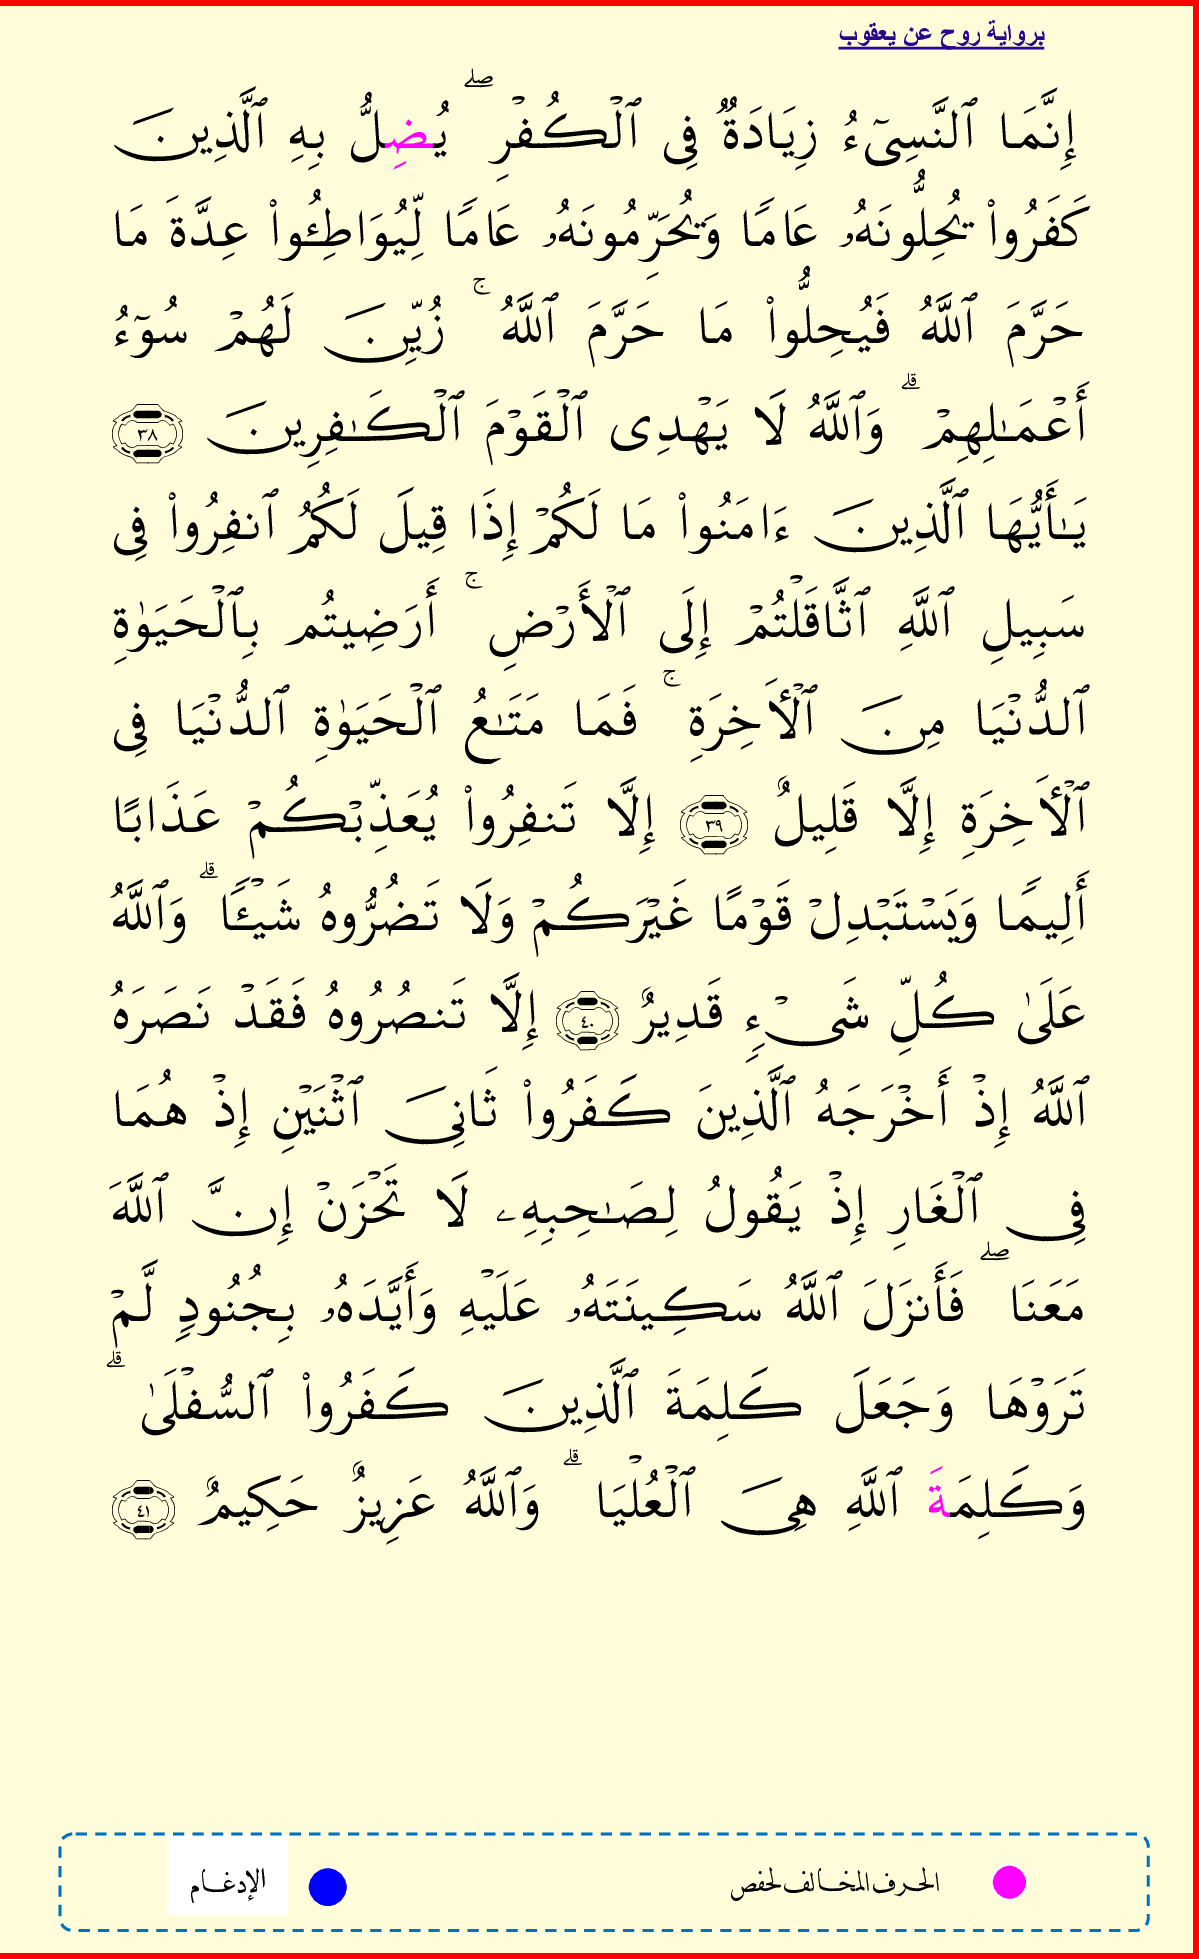 برواية روح عن يعقوب
إِنَّمَا ٱلنَّسِىٓءُ زِيَادَةٌ فِى ٱلْكُفْرِ ۖ يُضِلُّ بِهِ ٱلَّذِينَ
كَفَرُوا۟ يُحِلُّونَهُۥ عَامًا وَيُحَرِّمُونَهُۥ عَامًا لِّيُوَاطِـُٔوا۟ عِدَّةَ مَا
حَرَّمَ ٱللَّهُ فَيُحِلُّوا۟ مَا حَرَّمَ ٱللَّهُ ۚ زُيِّنَ لَهُمْ سُوٓءُ
أَعْمَـٰلِهِمْ ۗ وَٱللَّهُ لَا يَهْدِى ٱلْقَوْمَ ٱلْكَـٰفِرِينَ ٣٨
يَـٰٓأَيُّهَا ٱلَّذِينَ ءَامَنُوا۟ مَا لَكُمْ إِذَا قِيلَ لَكُمُ ٱنفِرُوا۟ فِى
سَبِيلِ ٱللَّهِ ٱثَّاقَلْتُمْ إِلَى ٱلْأَرْضِ ۚ أَرَضِيتُم بِٱلْحَيَوٰةِ
ٱلدُّنْيَا مِنَ ٱلْـَٔاخِرَةِ ۚ فَمَا مَتَـٰعُ ٱلْحَيَوٰةِ ٱلدُّنْيَا فِى
ٱلْـَٔاخِرَةِ إِلَّا قَلِيلٌ ٣٩ إِلَّا تَنفِرُوا۟ يُعَذِّبْكُمْ عَذَابًا
أَلِيمًا وَيَسْتَبْدِلْ قَوْمًا غَيْرَكُمْ وَلَا تَضُرُّوهُ شَيْـًٔا ۗ وَٱللَّهُ
عَلَىٰ كُلِّ شَىْءٍ قَدِيرٌ ٤٠ إِلَّا تَنصُرُوهُ فَقَدْ نَصَرَهُ
ٱللَّهُ إِذْ أَخْرَجَهُ ٱلَّذِينَ كَفَرُوا۟ ثَانِىَ ٱثْنَيْنِ إِذْ هُمَا
فِى ٱلْغَارِ إِذْ يَقُولُ لِصَـٰحِبِهِۦ لَا تَحْزَنْ إِنَّ ٱللَّهَ
مَعَنَا ۖ فَأَنزَلَ ٱللَّهُ سَكِينَتَهُۥ عَلَيْهِ وَأَيَّدَهُۥ بِجُنُودٍ لَّمْ
تَرَوْهَا وَجَعَلَ كَلِمَةَ ٱلَّذِينَ كَفَرُوا۟ ٱلسُّفْلَىٰ ۗ
وَكَلِمَةَ ٱللَّهِ هِىَ ٱلْعُلْيَا ۗ وَٱللَّهُ عَزِيزٌ حَكِيمٌ ٤١
الحرف المخالف لحفص
الإدغام